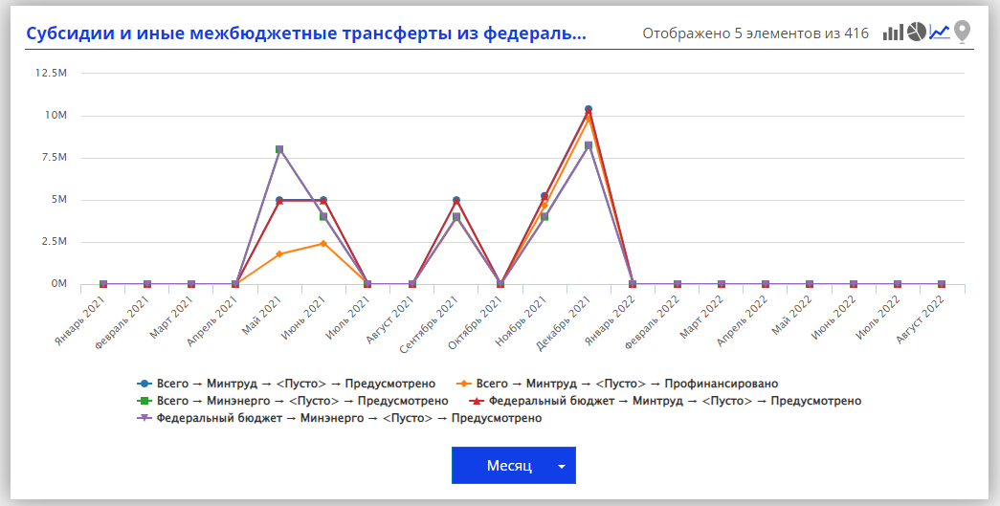 Субсидии и иные межбюджетные трансферты из федераль...
Отображено 5 элементов из 416
12.5M
10M
7.5M
5M
2.5M
0M
Январь 2021
Февраль 2021
Март 2021
Апрель 2021
Май 2021
Июнь 2021
Июль 2021
Август 2021
Сентябрь 2021
Октябрь 2021
Ноябрь 2021
Декабрь 2021
Январь 2022
Февраль 2022
Март 2022
Апрель 2022
Май 2022
Июнь 2022
Июль 2022
Август 2022
Всего → Минтруд → <Пусто> → Предусмотрено
Всего → Минтруд → <Пусто> → Профинансировано
Всего → Минэнерго → <Пусто> → Предусмотрено
Федеральный бюджет → Минтруд → <Пусто> → Предусмотрено
Федеральный бюджет → Минэнерго → <Пусто> → Предусмотрено
Месяц